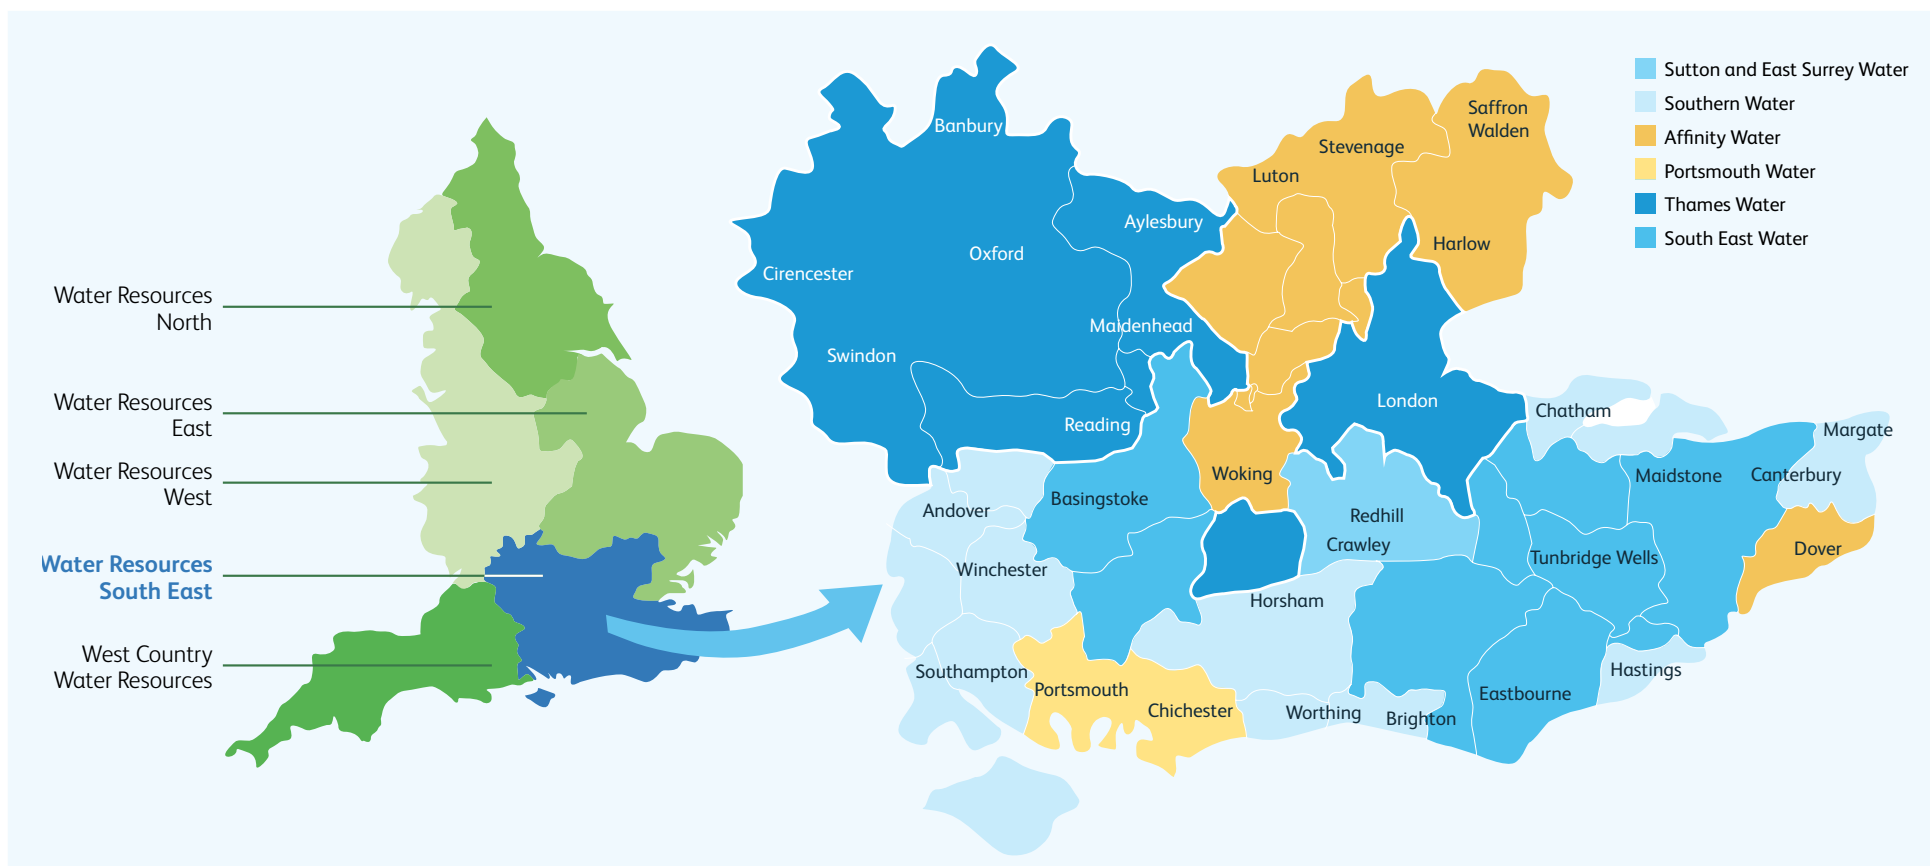 Water Resources
North
Water Resources
East
Water Resources
West
Water Resources
South East
West Country
Water Resources
Banbury
Aylesbury
Oxford
Cirencester
Maidenhead
Swindon
Reading
Luton
Stevenage
Saffron
Walden
Harlow
London
Woking
Chatham
Margate
Canterbury
Maidstone
Dover
Basingstoke
Andover
Winchester
Redhill
Crawley
Tunbridge Wells
Horsham
Southampton
Portsmouth
Chichester
Worthing
Brighton
Eastbourne
Hastings
Sutton and East Surrey Water
Southern Water
Affinity Water
Portsmouth Water
Thames Water
South East Water